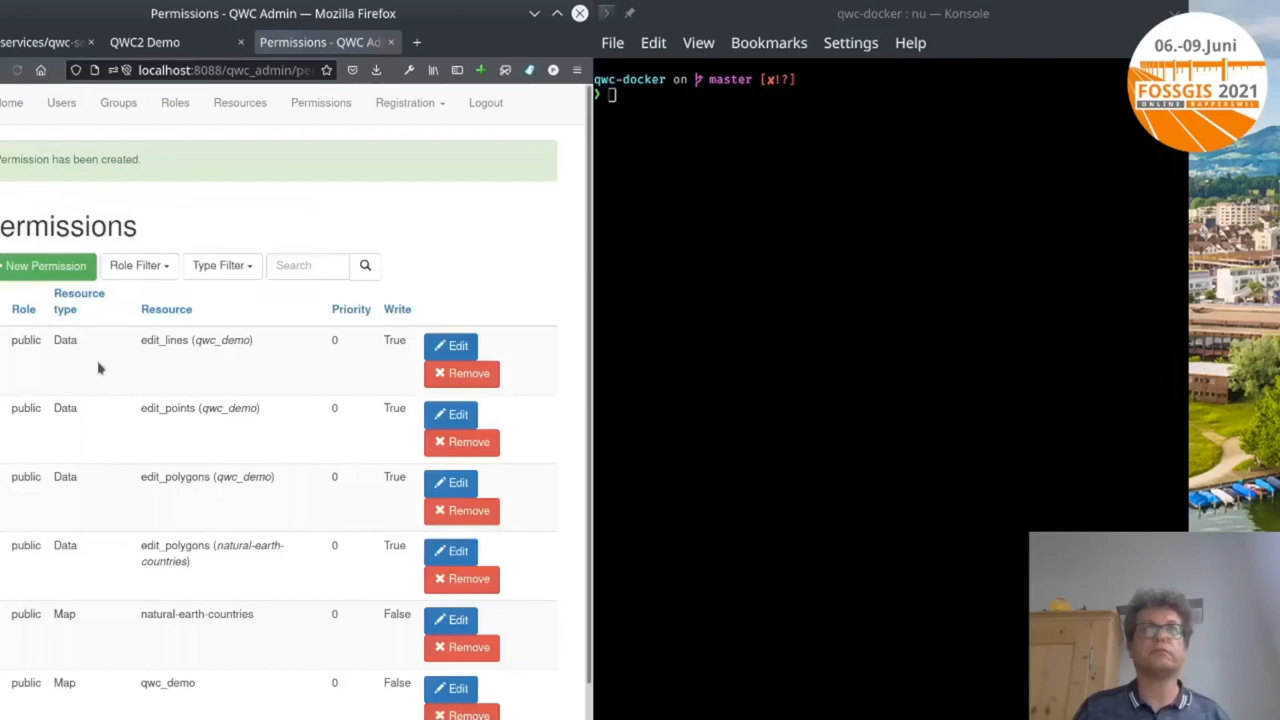 Permissions - QWC Admin — Mozilla Firefox
services/qwc-se
QWC2 Demo
Permissions - QWC Ad
localhost:8088/qwc_admin/pe
ome Users Groups Roles Resources Permissions Registration Logout
ermission has been created.
ermissions
New Permission Role Filter Type Filter Search
Role Resource type Resource Priority Write
public Data edit_lines (qwc_demo) 0 True Edit
Remove
public Data edit_points (qwc_demo) 0 True Edit
Remove
public Data edit_polygons (qwc_demo) 0 True Edit
Remove
public Data edit_polygons (natural-earth-countries) 0 True Edit
Remove
public Map natural-earth-countries 0 False Edit
Remove
public Map qwc_demo 0 False Edit
Remove
qwc-docker : nu — Konsole
File Edit View Bookmarks Settings Help
qwc-docker on master [x!?]
❯
06.-09.Juni
FOSSGIS 2021
ONLINE RAPPERSWIL